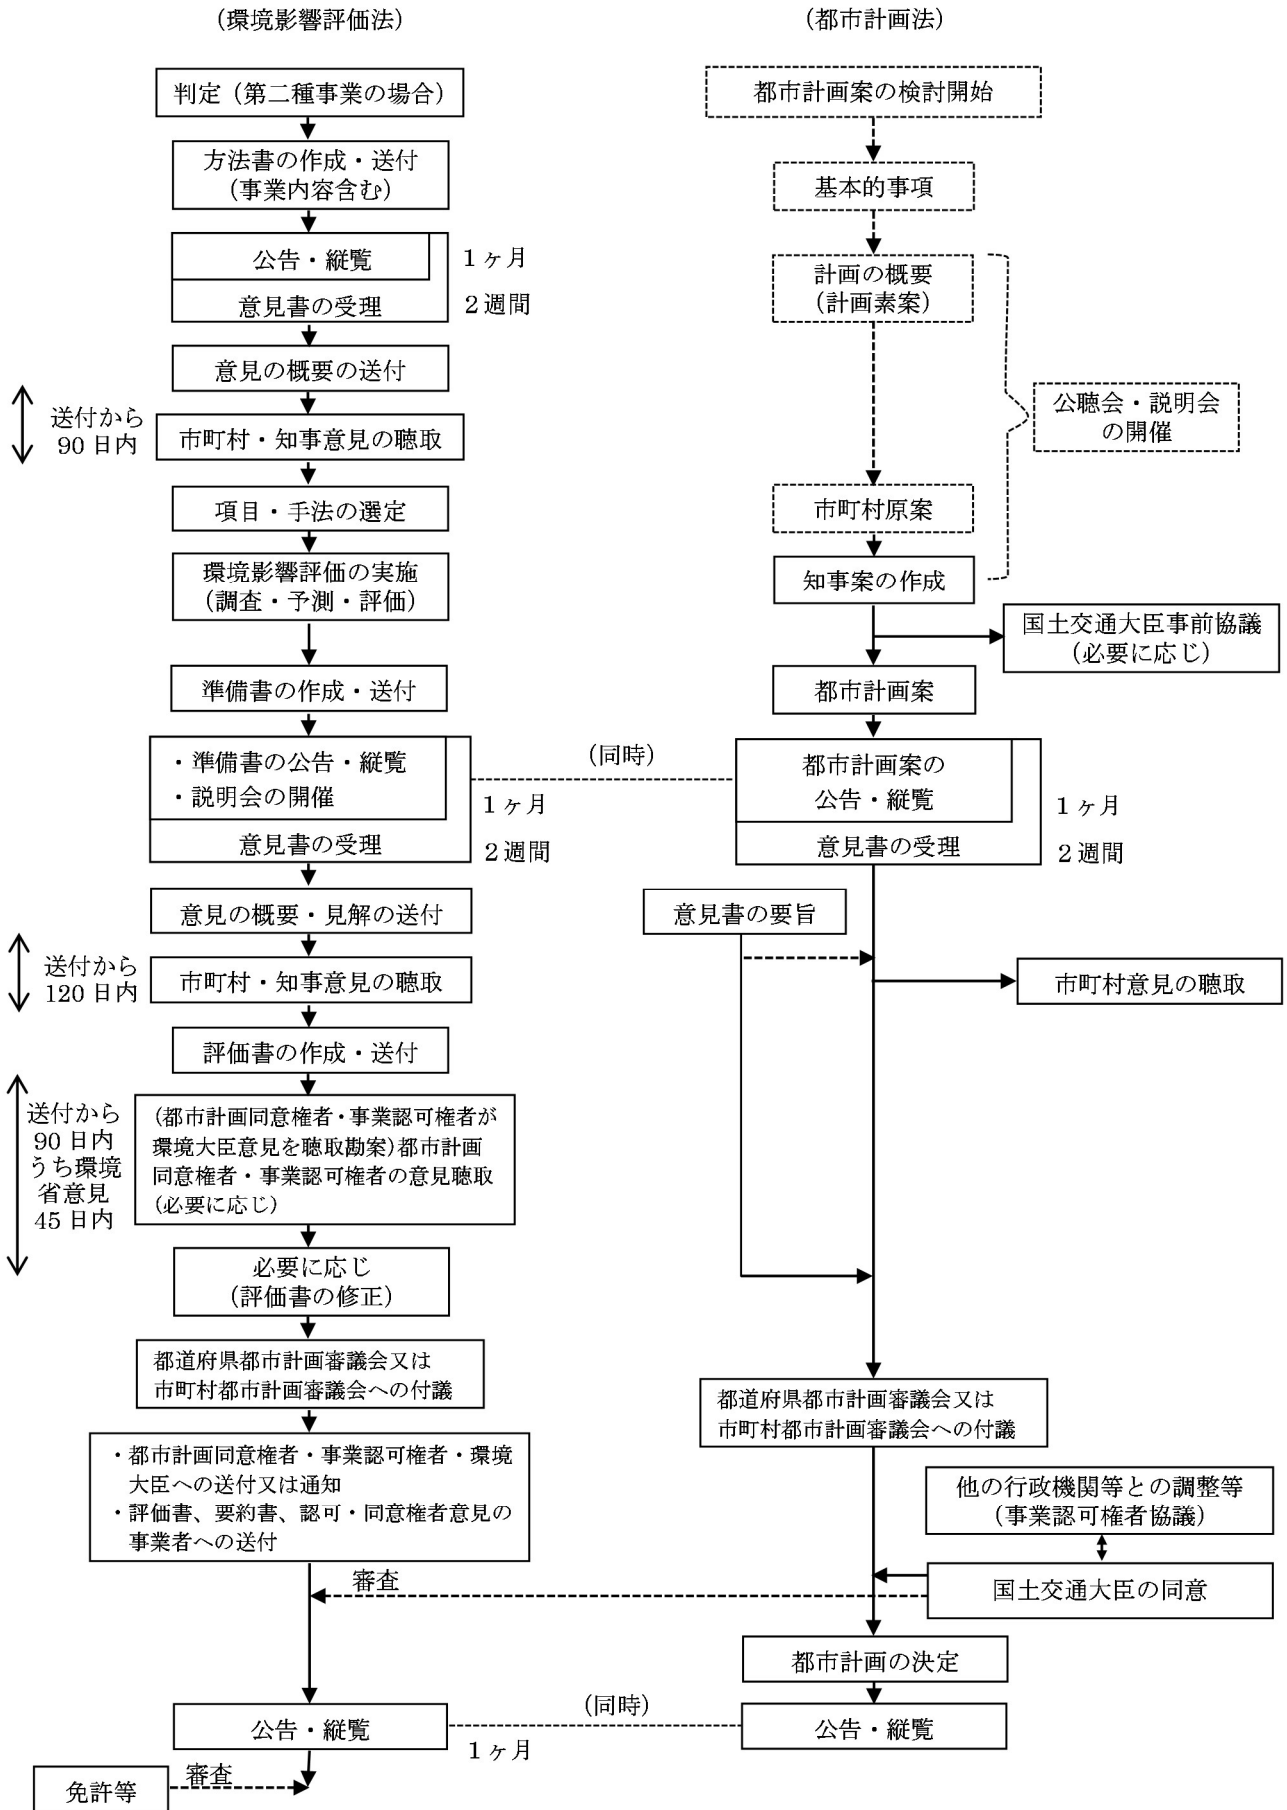 （環境影響評価法）
判定（第二種事業の場合）
方法書の作成・送付
（事業内容含む）
公告・縦覧
1ヶ月
意見書の受理
2週間
意見の概要の送付
送付から
90日内
市町村・知事意見の聴取
項目・手法の選定
環境影響評価の実施
（調査・予測・評価）
準備書の作成・送付
・準備書の公告・縦覧
・説明会の開催
1ヶ月
意見書の受理
2週間
（同時）
意見の概要・見解の送付
送付から
120日内
市町村・知事意見の聴取
評価書の作成・送付
送付から
90日内
うち環境
省意見
45日内
（都市計画同意権者・事業認可権者が
環境大臣意見を聴取勘案）都市計画
同意権者・事業認可権者の意見聴取
（必要に応じ）
必要に応じ
（評価書の修正）
都道府県都市計画審議会又は
市町村都市計画審議会への付議
・都市計画同意権者・事業認可権者・環境
大臣への送付又は通知
・評価書、要約書、認可・同意権者意見の
事業者への送付
審査
公告・縦覧
1ヶ月
（同時）
免許等
審査
（都市計画法）
都市計画案の検討開始
基本的事項
計画の概要
（計画素案）
公聴会・説明会
の開催
市町村原案
知事案の作成
国土交通大臣事前協議
（必要に応じ）
都市計画案
都市計画案の
公告・縦覧
1ヶ月
意見書の受理
2週間
意見書の要旨
市町村意見の聴取
都道府県都市計画審議会又は
市町村都市計画審議会への付議
他の行政機関等との調整等
（事業認可権者協議）
国土交通大臣の同意
都市計画の決定
公告・縦覧